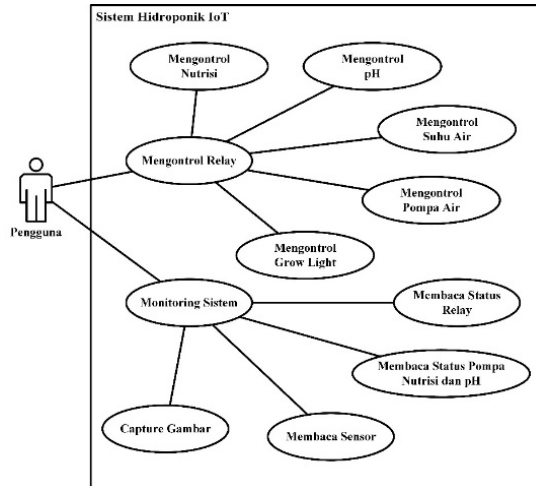 Sistem Hidroponik IoT
Mengontrol
Nutrisi
Mengontrol
pH
Mengontrol
Suhu Air
Mengontrol Relay
Mengontrol
Pompa Air
Pengguna
Mengontrol
Grow Light
Monitoring Sistem
Membaca Status
Relay
Membaca Status Pompa
Nutrisi dan pH
Capture Gambar
Membaca Sensor